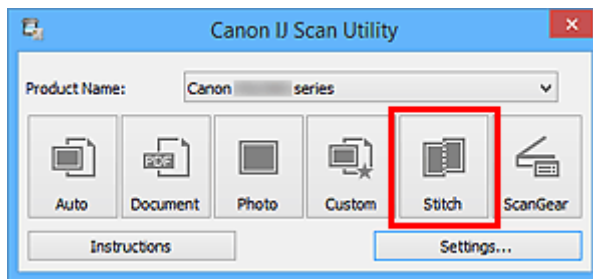 Canon IJ Scan Utility
Product Name: Canon series
PDF
Auto Document Photo Custom Stitch ScanGear
Instructions Settings...